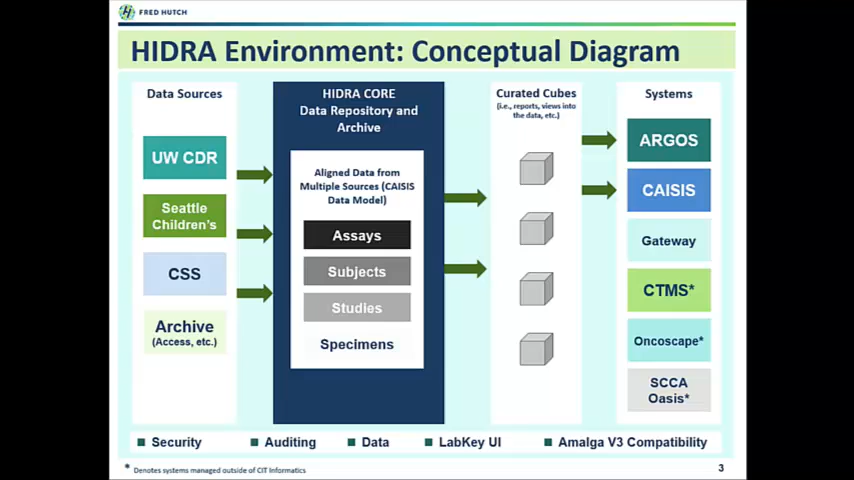 FRED HUTCH
HIDRA Environment: Conceptual Diagram
Data Sources
UW CDR
Seattle
Children's
CSS
Archive
(Access, etc.)
HIDRA CORE
Data Repository and
Archive
Aligned Data from
Multiple Sources (CAISIS
Data Model)
Assays
Subjects
Studies
Specimens
Curated Cubes
(i.e., reports, views into
the data, etc.)
Systems
ARGOS
CAISIS
Gateway
CTMS*
Oncoscape*
SCCA
Oasis*
Security Auditing Data LabKey UI Amalga V3 Compatibility
* Denotes systems managed outside of CIT Informatics
3